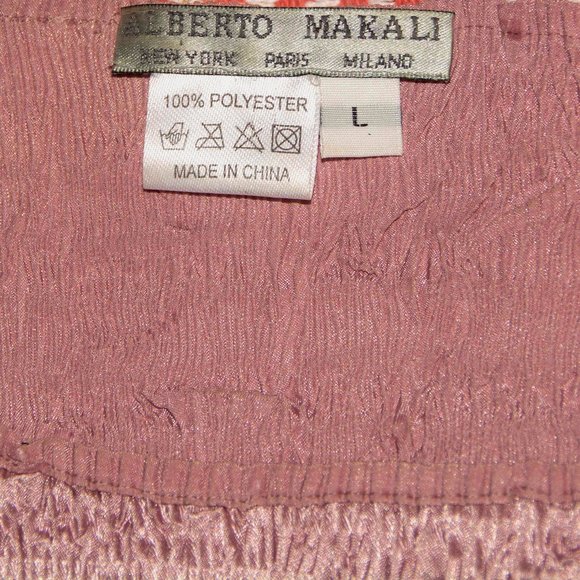 ALBERTO MAKALI
NEW YORK PARIS MILANO
100% POLYESTER
L
MADE IN CHINA